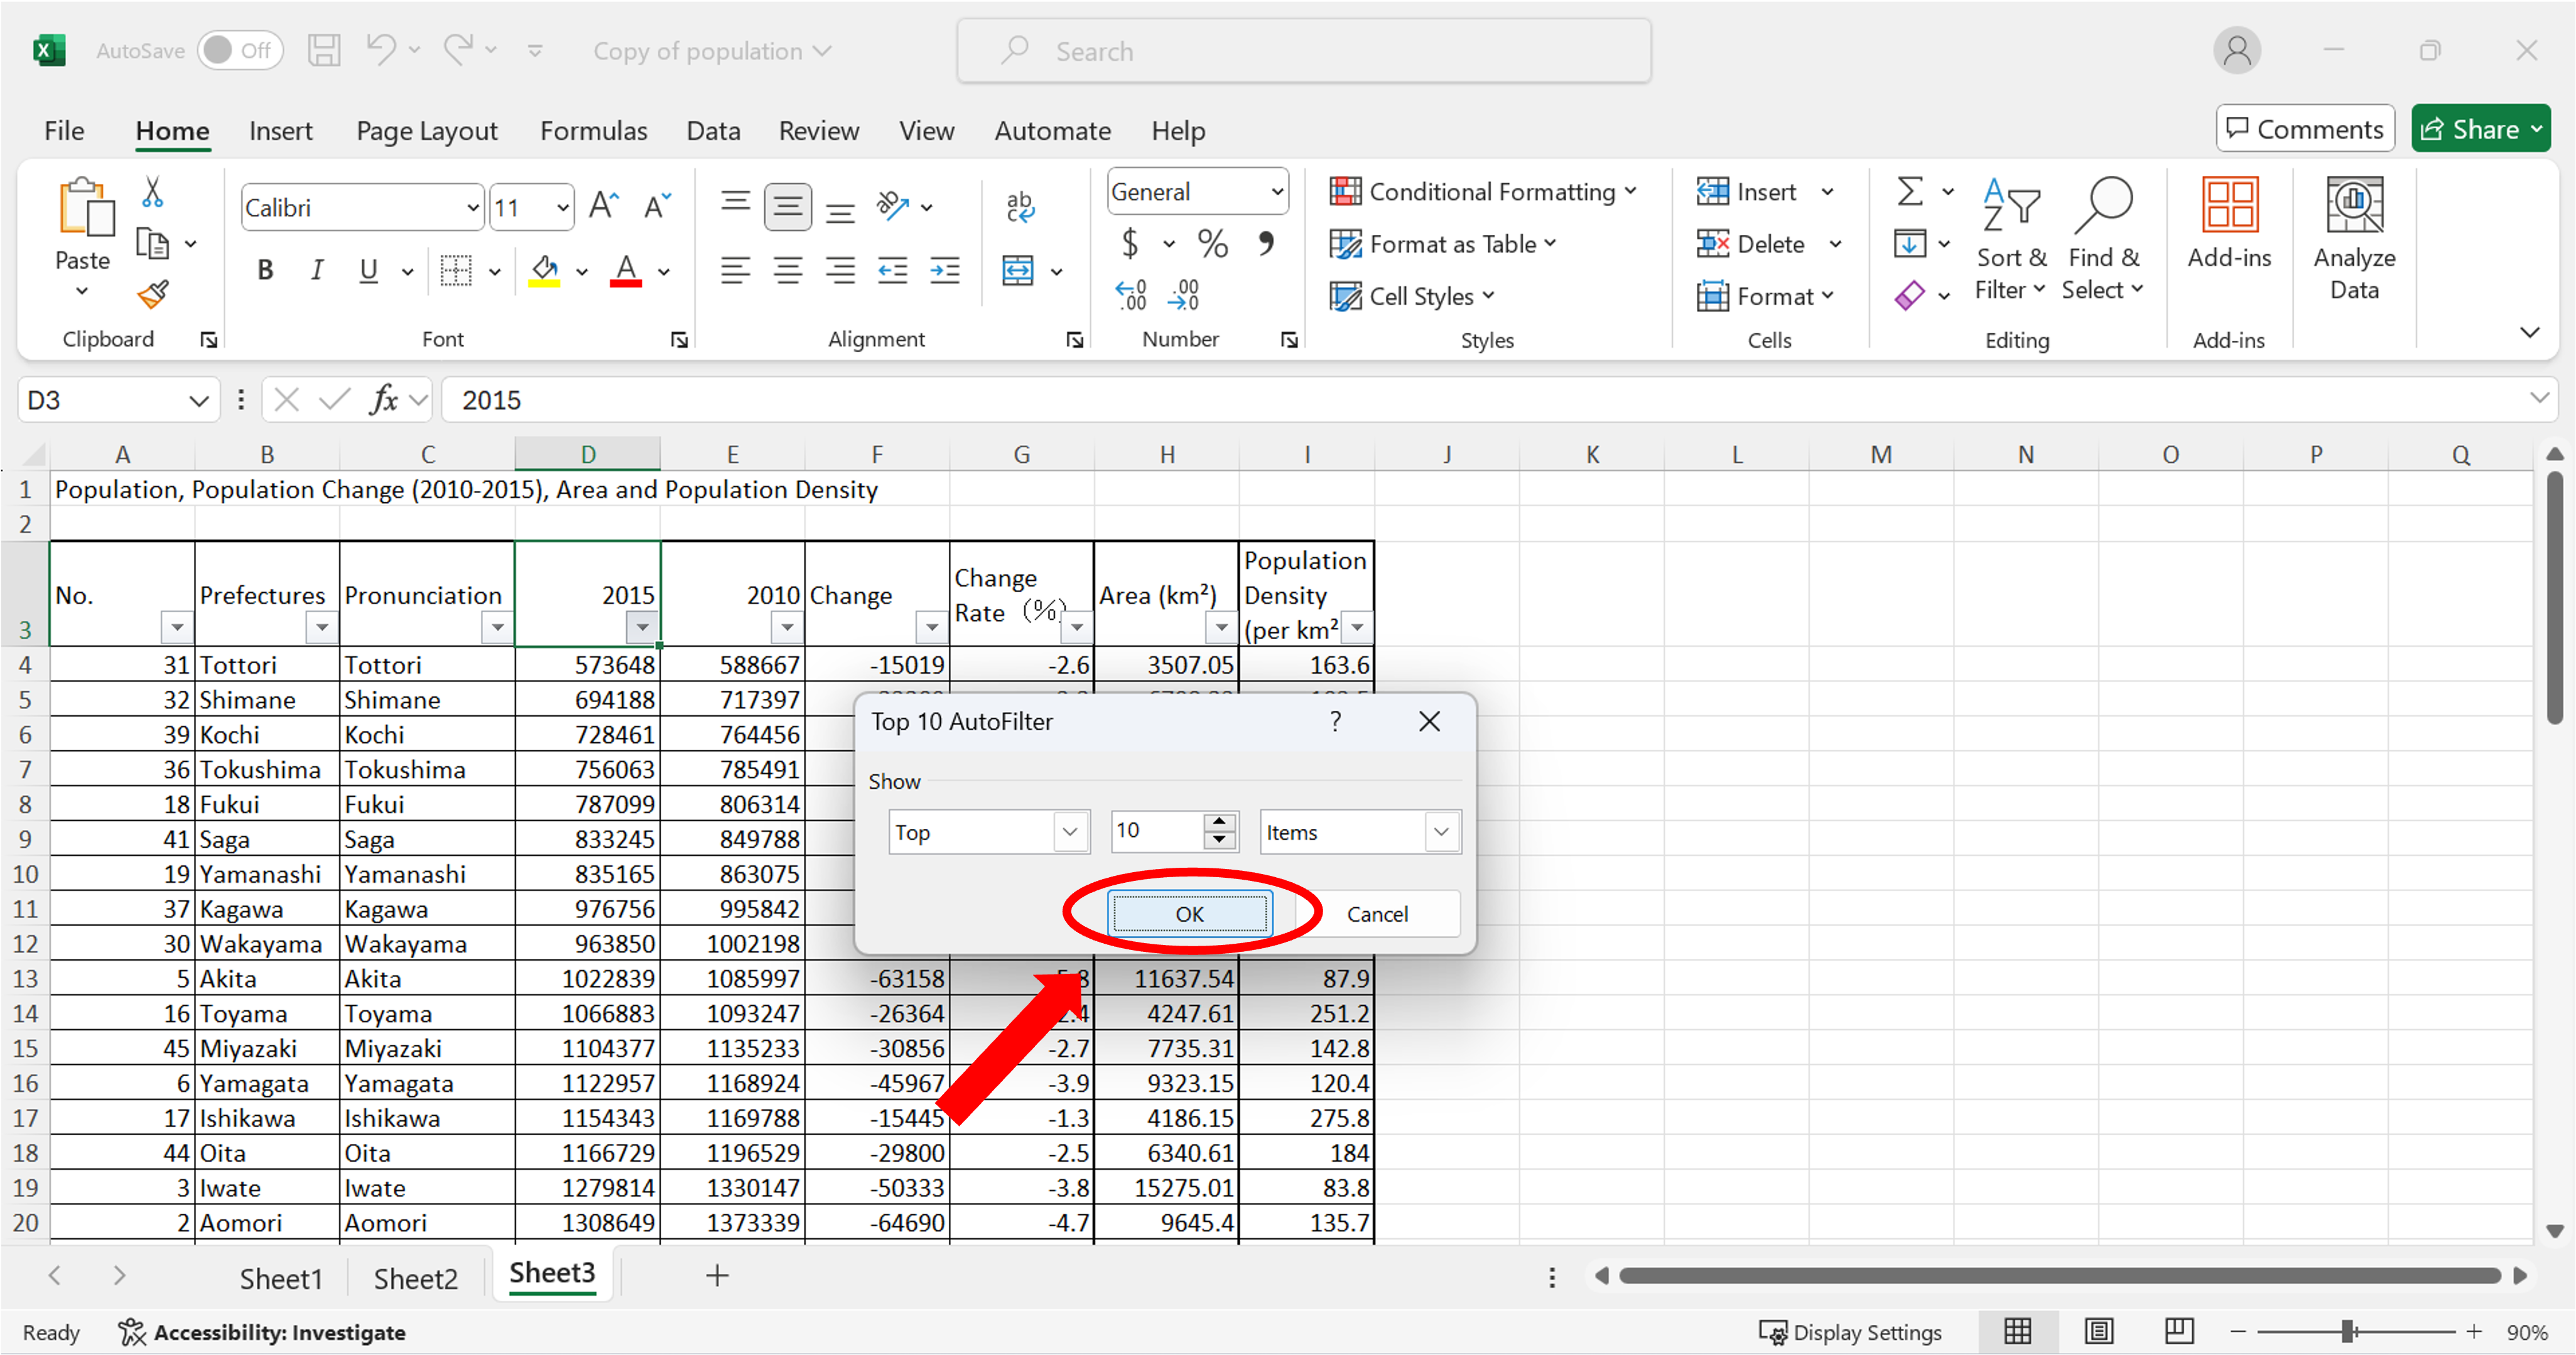 AutoSave Off Copy of population Search
File Home Insert Page Layout Formulas Data Review View Automate Help Comments Share
Paste Calibri 11 General Conditional Formatting Insert
$ % Format as Table Delete Sort & Filter Find & Select Add-ins Analyze Data
B I U A Cell Styles Format
Clipboard Font Alignment Number Styles Cells Editing Add-ins
D3 fx 2015
A B C D E F G H I J K L M N O P Q
1 Population, Population Change (2010-2015), Area and Population Density
2
3 No. Prefectures Pronunciation 2015 2010 Change Change Rate (%) Area (km²) Population Density (per km²
4 31 Tottori Tottori 573648 588667 -15019 -2.6 3507.05 163.6
5 32 Shimane Shimane 694188 717397
6 39 Kochi Kochi 728461 764456
7 36 Tokushima Tokushima 756063 785491
8 18 Fukui Fukui 787099 806314
9 41 Saga Saga 833245 849788
10 19 Yamanashi Yamanashi 835165 863075
11 37 Kagawa Kagawa 976756 995842
12 30 Wakayama Wakayama 963850 1002198
Top 10 AutoFilter ?
Show
Top 10 Items
OK Cancel
13 5 Akita Akita 1022839 1085997 -63158 11637.54 87.9
14 16 Toyama Toyama 1066883 1093247 -26364 4247.61 251.2
15 45 Miyazaki Miyazaki 1104377 1135233 -30856 -2.7 7735.31 142.8
16 6 Yamagata Yamagata 1122957 1168924 -45967 -3.9 9323.15 120.4
17 17 Ishikawa Ishikawa 1154343 1169788 -15445 -1.3 4186.15 275.8
18 44 Oita Oita 1166729 1196529 -29800 -2.5 6340.61 184
19 3 Iwate Iwate 1279814 1330147 -50333 -3.8 15275.01 83.8
20 2 Aomori Aomori 1308649 1373339 -64690 -4.7 9645.4 135.7
Sheet1 Sheet2 Sheet3
Ready Accessibility: Investigate Display Settings 90%